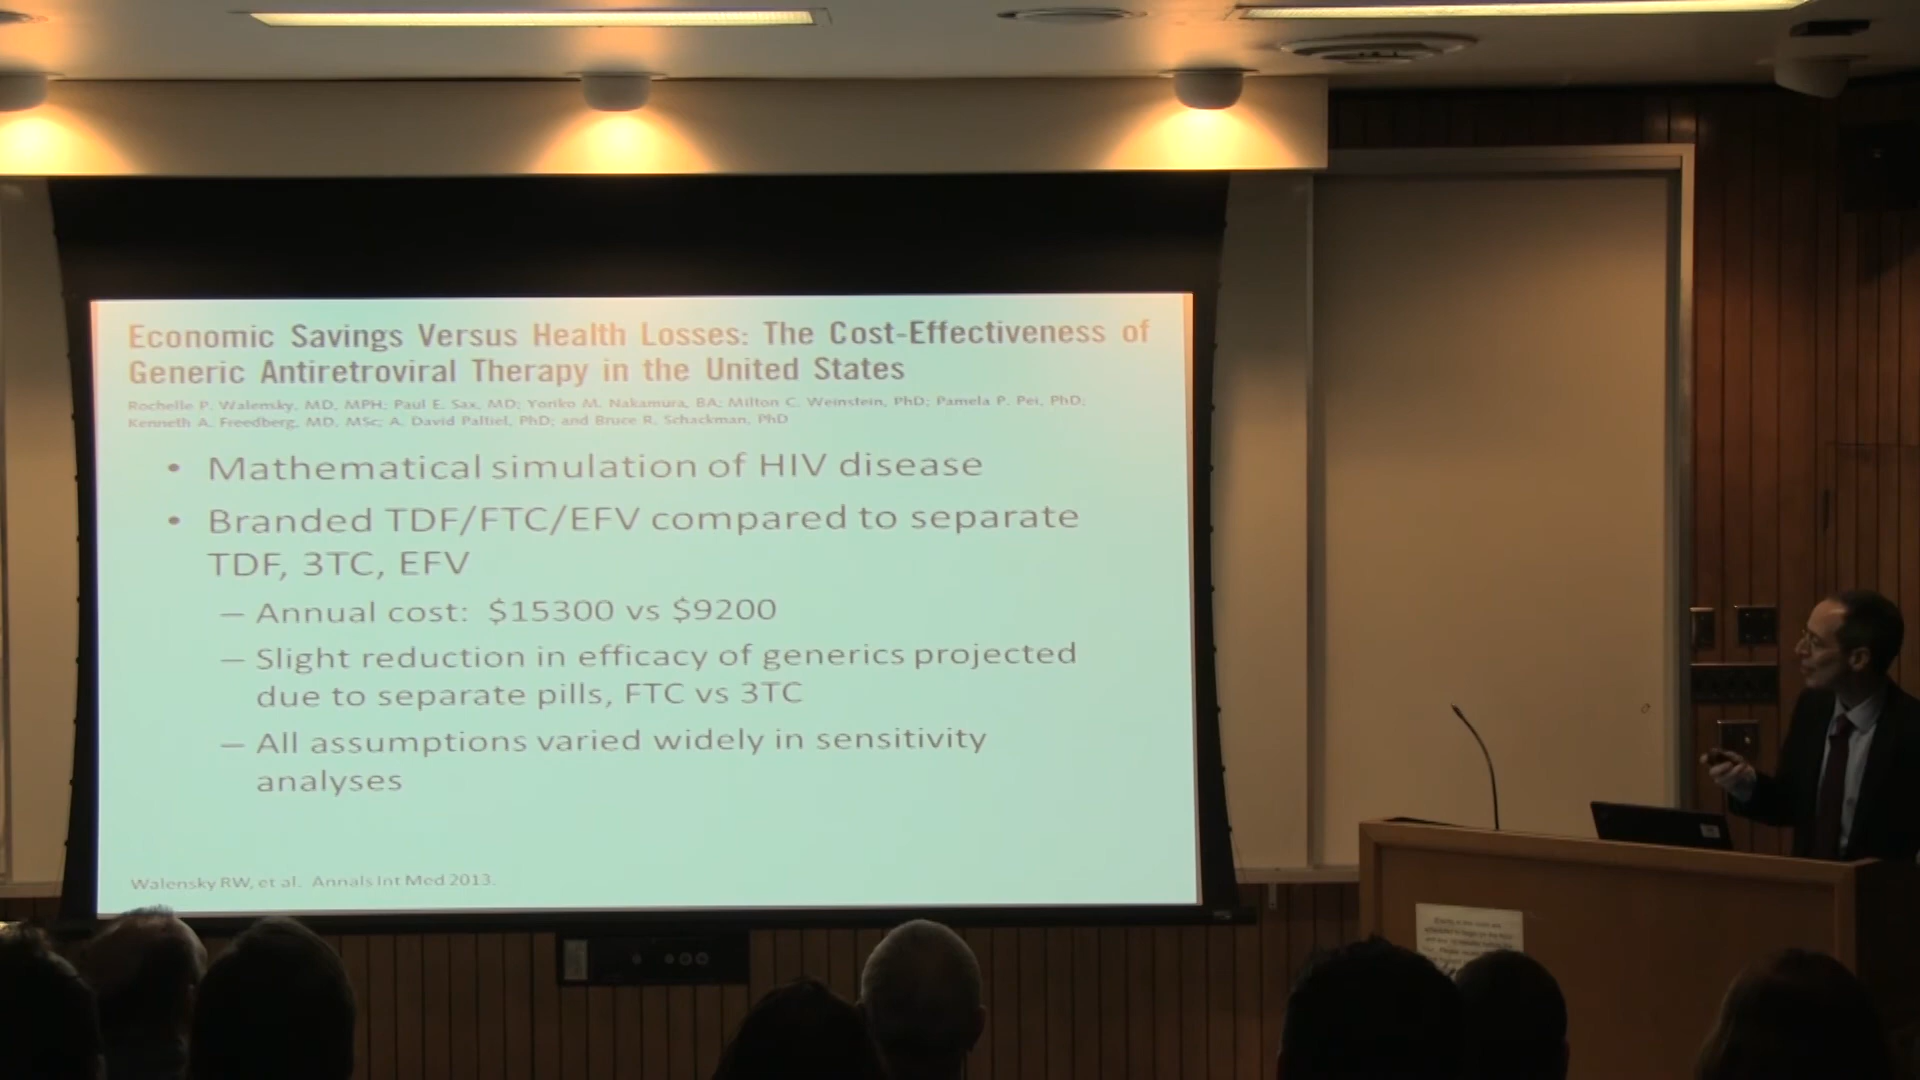 Economic Savings Versus Health Losses: The Cost-Effectiveness of
Generic Antiretroviral Therapy in the United States
Rochelle P. Walensky, MD, MPH; Paul E. Sax, MD; Yoriko M. Nakamura, BA; Milton C. Weinstein, PhD; Pamela P. Pei, PhD;
Kenneth A. Freedberg, MD, MSc; A. David Paltiel, PhD; and Bruce R. Schackman, PhD
• Mathematical simulation of HIV disease
• Branded TDF/FTC/EFV compared to separate
TDF, 3TC, EFV
– Annual cost: $15300 vs $9200
– Slight reduction in efficacy of generics projected
due to separate pills, FTC vs 3TC
– All assumptions varied widely in sensitivity
analyses
Walensky RW, et al. Annals Int Med 2013.